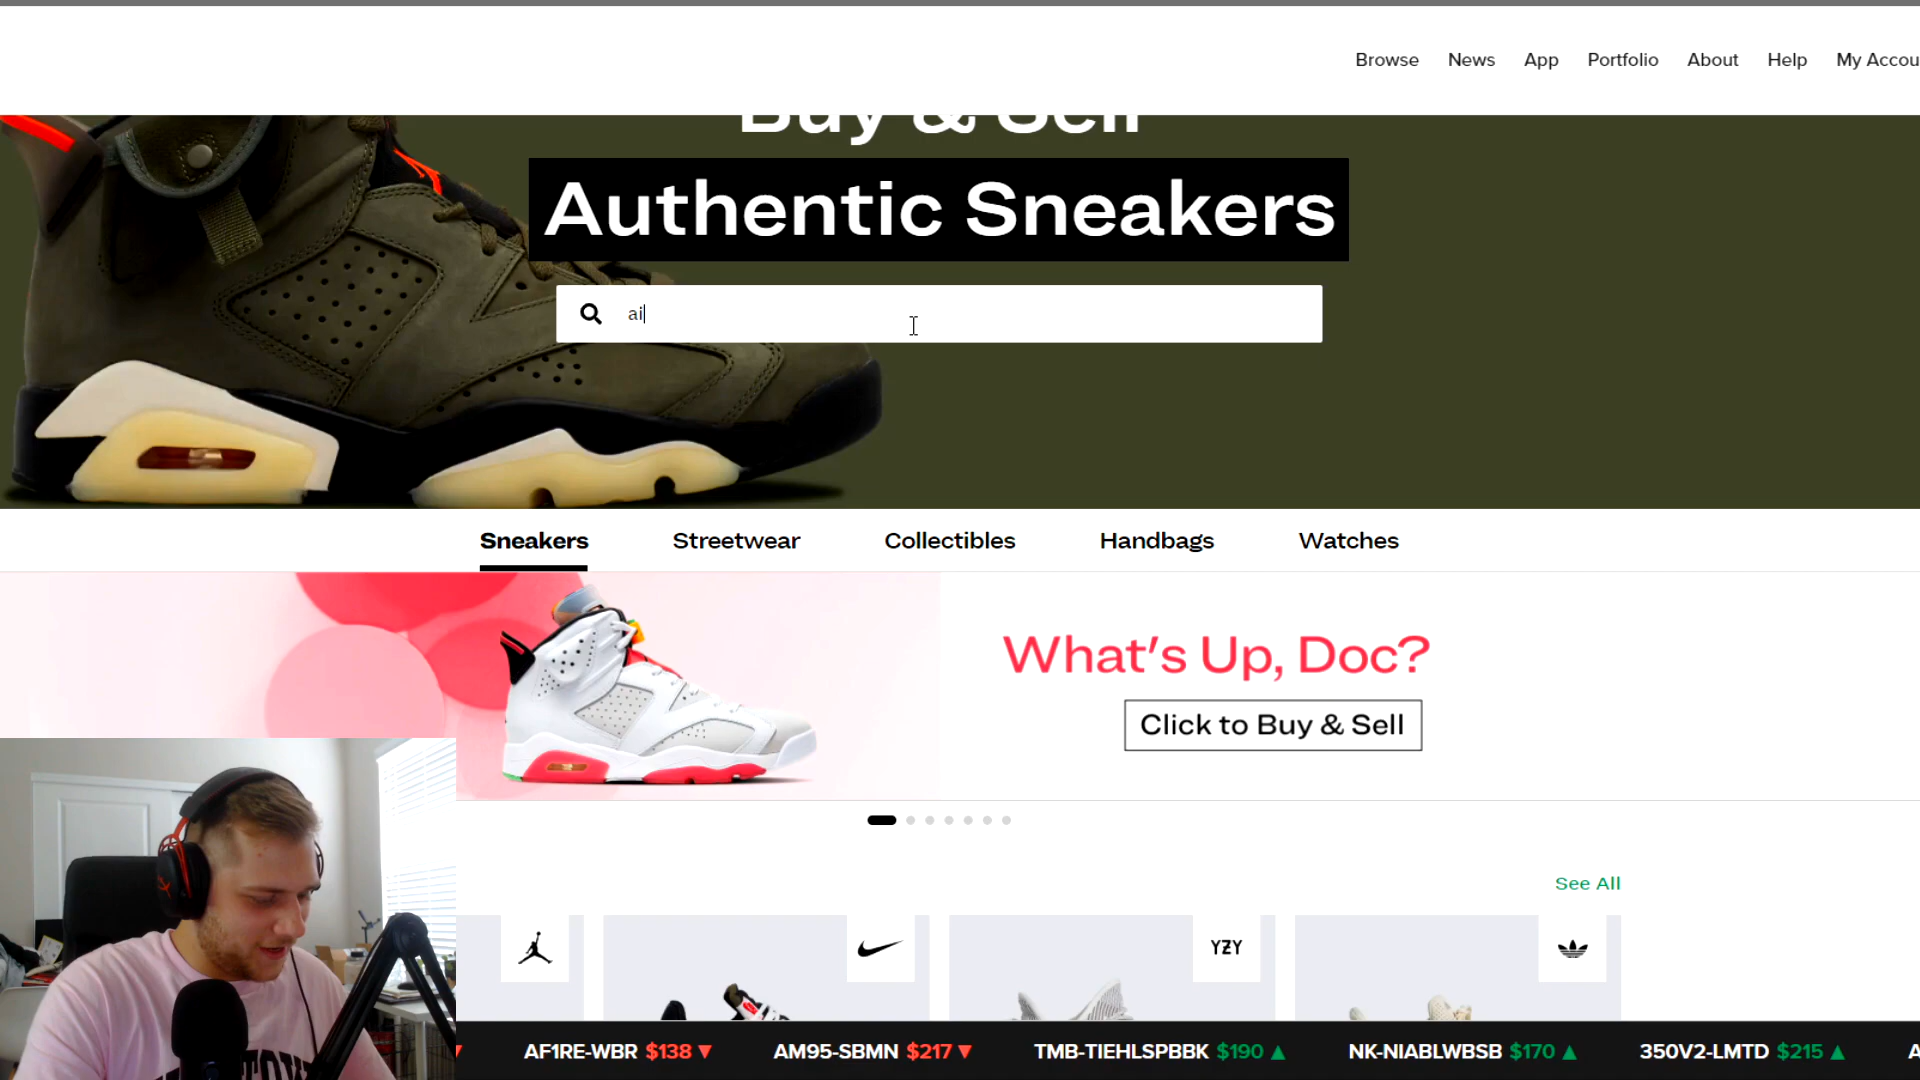 Browse News App Portfolio About Help My Accou
Buy & Sell
Authentic Sneakers
ai
Sneakers Streetwear Collectibles Handbags Watches
What's Up, Doc?
Click to Buy & Sell
See All
YZY
AF1RE-WBR $138 ▼ AM95-SBMN $217 ▼ TMB-TIEHLSPBBK $190 ▲ NK-NIABLWBSB $170 ▲ 350V2-LMTD $215 ▲ A